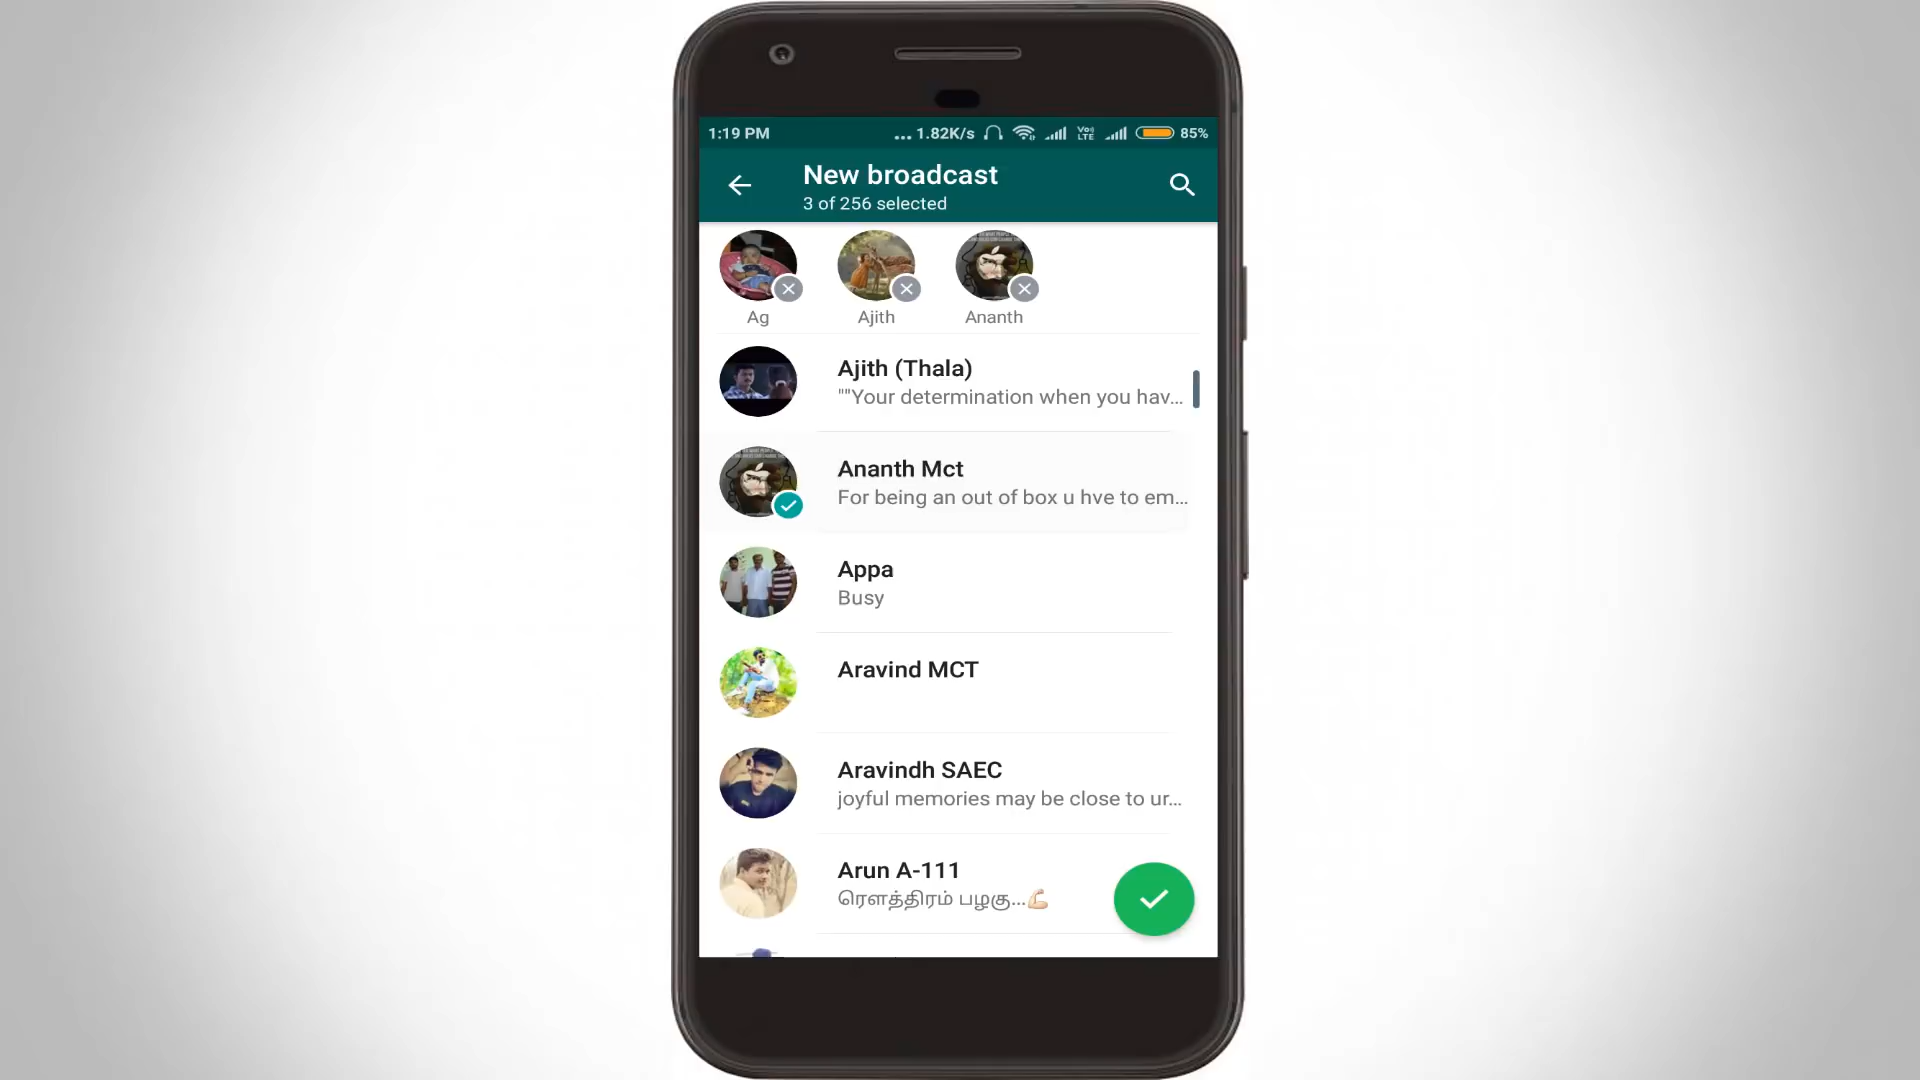 1:19 PM ... 1.82K/s Vo) LTE 85%
New broadcast
3 of 256 selected
Ag Ajith Ananth
Ajith (Thala)
""Your determination when you hav...
Ananth Mct
For being an out of box u hve to em...
Appa
Busy
Aravind MCT
Aravindh SAEC
joyful memories may be close to ur...
Arun A-111
ரௌத்திரம் பழகு...💪🏻